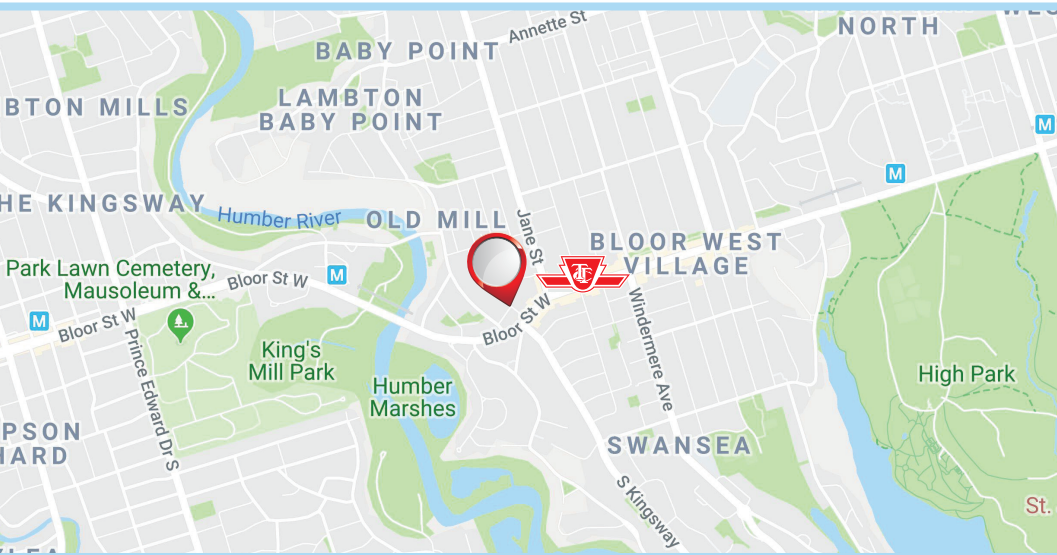 Annette St
NORTH
BABY POINT
LAMBTON
BABY POINT
BTON MILLS
M
M
HE KINGSWAY
Humber River
OLD MILL
Jane St
BLOOR WEST
VILLAGE
Park Lawn Cemetery,
Mausoleum &...
Bloor St W
M
TTC
M
Bloor St W
Bloor St W
Prince Edward Dr S
Windermere Ave
King's
Mill Park
Humber
Marshes
High Park
PSON
HARD
SWANSEA
S Kingsway
St.